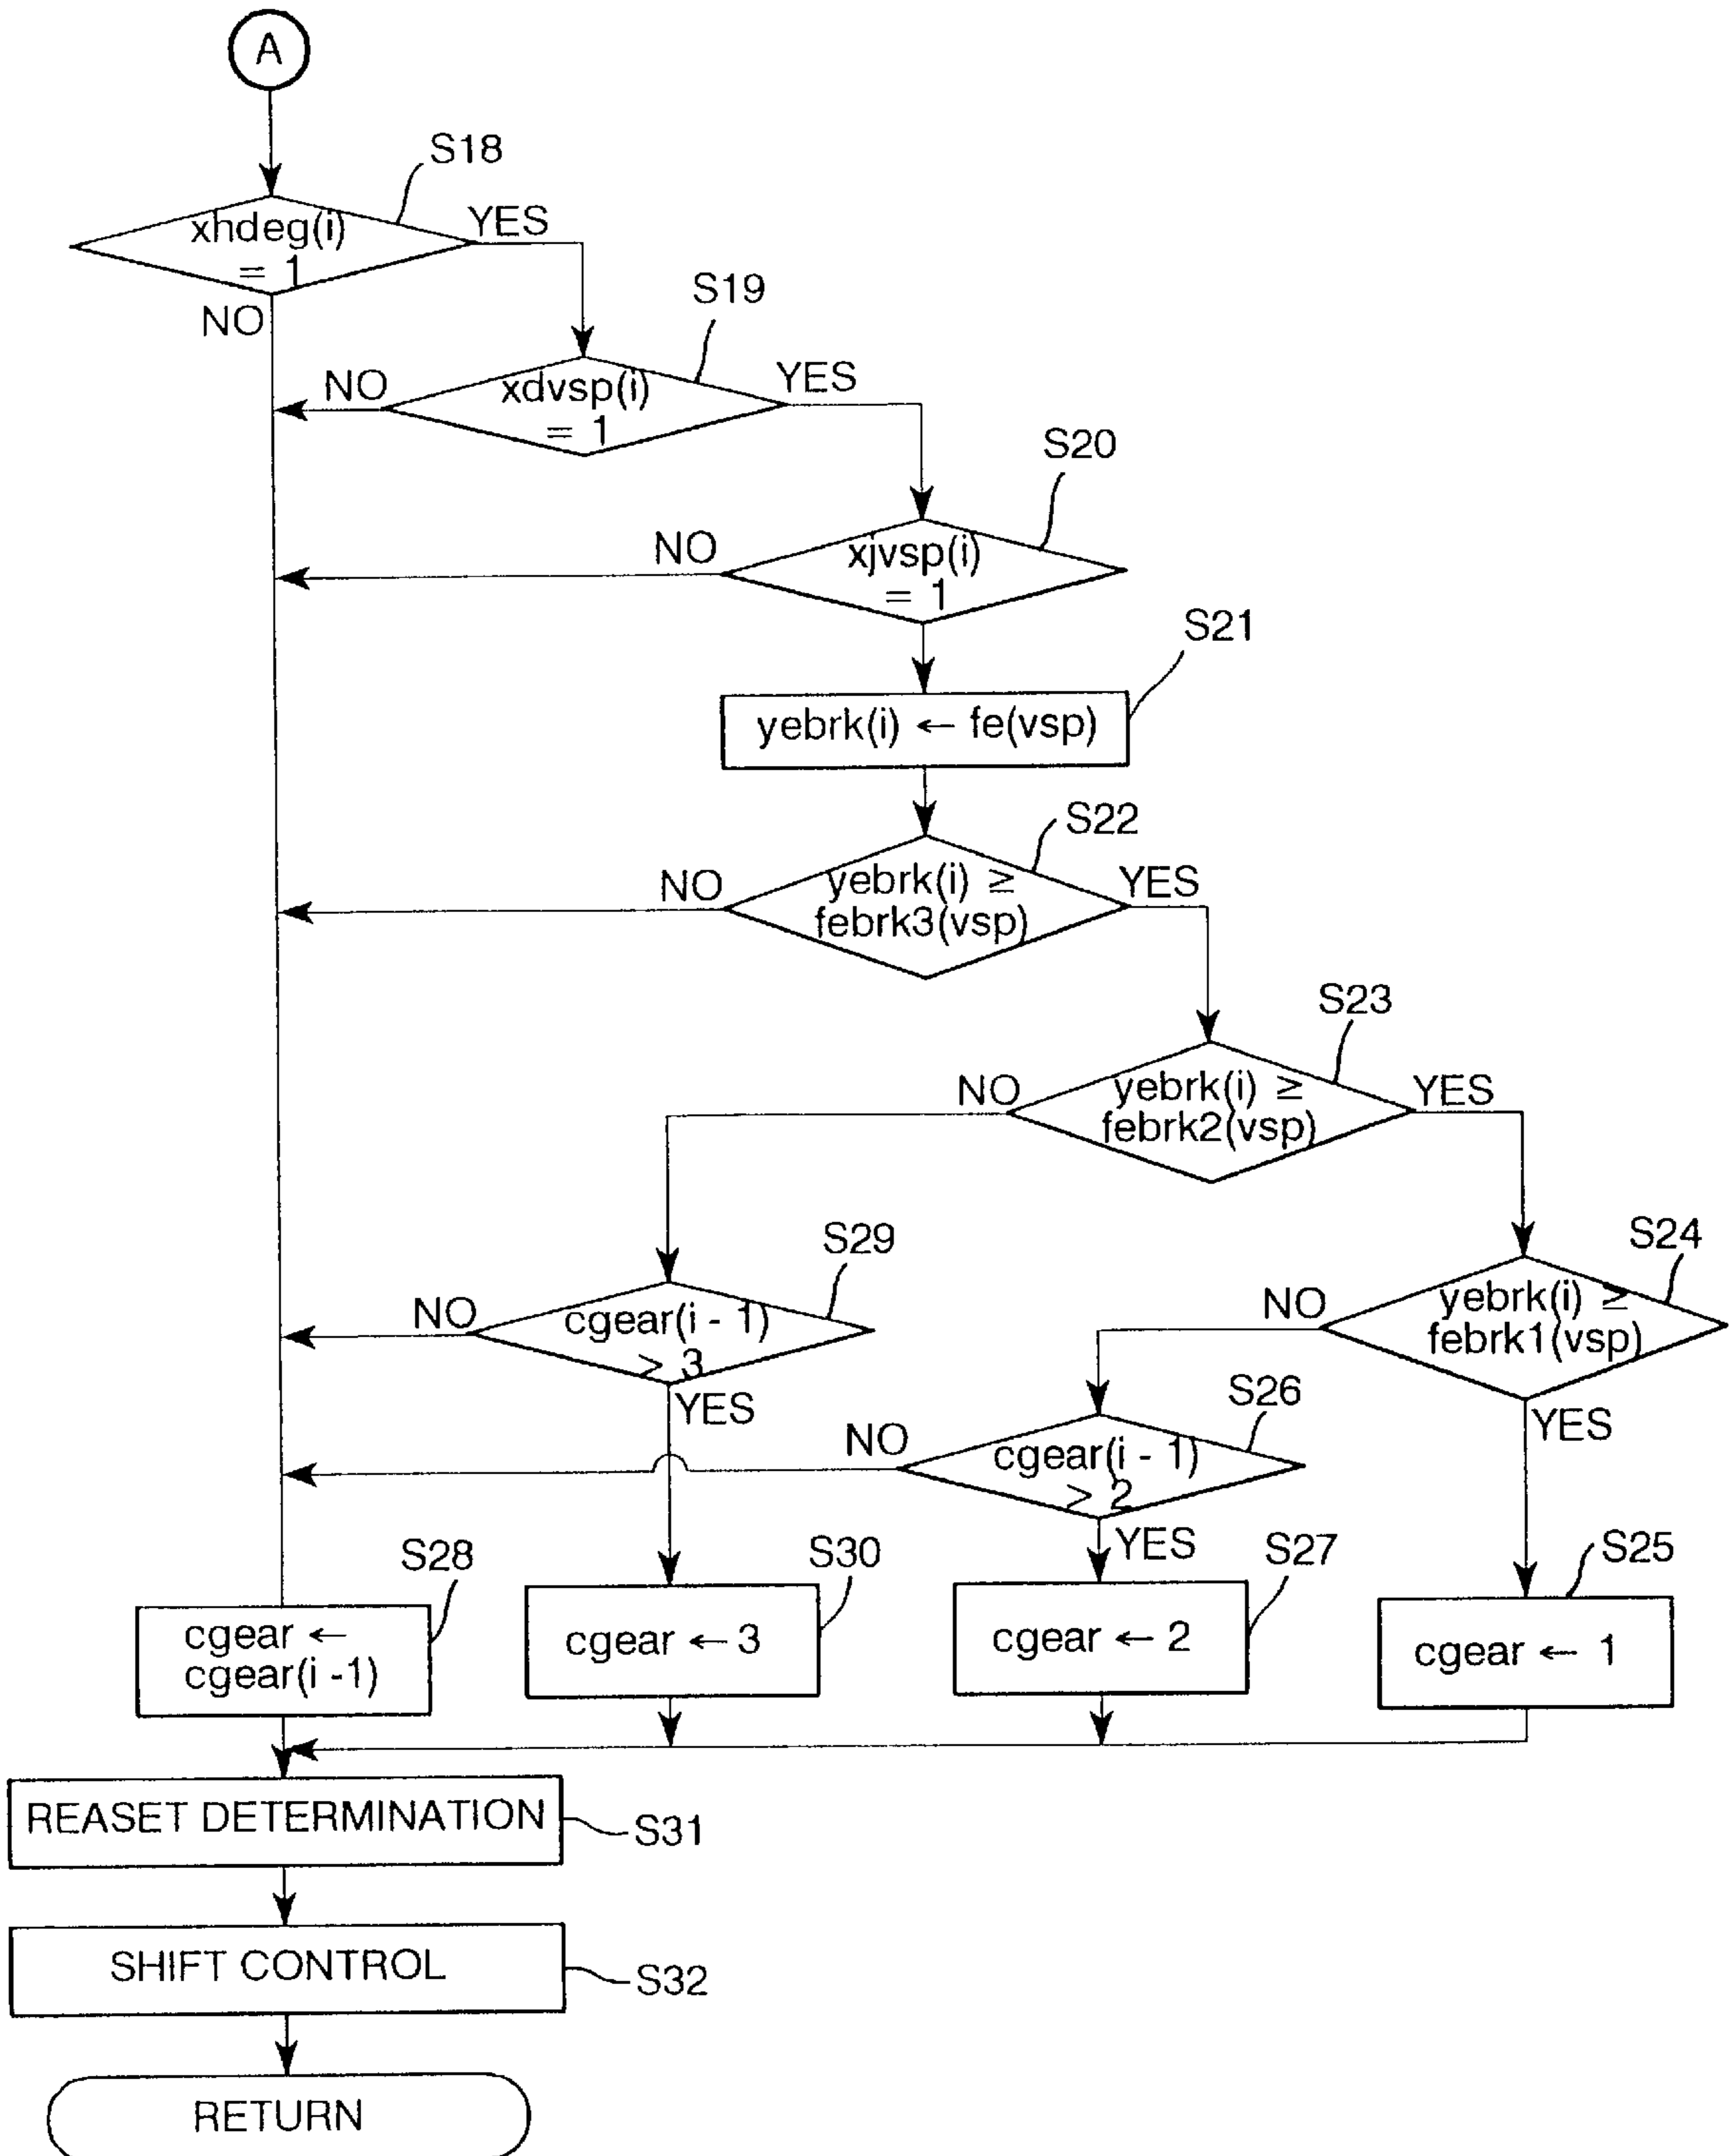 A
S18
xhdeg(i)
= 1
YES
NO
S19
NO
xdvsp(i)
= 1
YES
S20
NO
xjvsp(i)
= 1
S21
yebrk(i) ← fe(vsp)
S22
NO
yebrk(i) ≥
febrk3(vsp)
YES
S23
NO
yebrk(i) ≥
febrk2(vsp)
YES
S29
S24
NO
cgear(i - 1)
> 3
YES
NO
yebrk(i) ≥
febrk1(vsp)
YES
S26
NO
cgear(i - 1)
> 2
YES
S28
cgear ←
cgear(i -1)
S30
cgear ← 3
S27
cgear ← 2
S25
cgear ← 1
REASET DETERMINATION
S31
SHIFT CONTROL
S32
RETURN